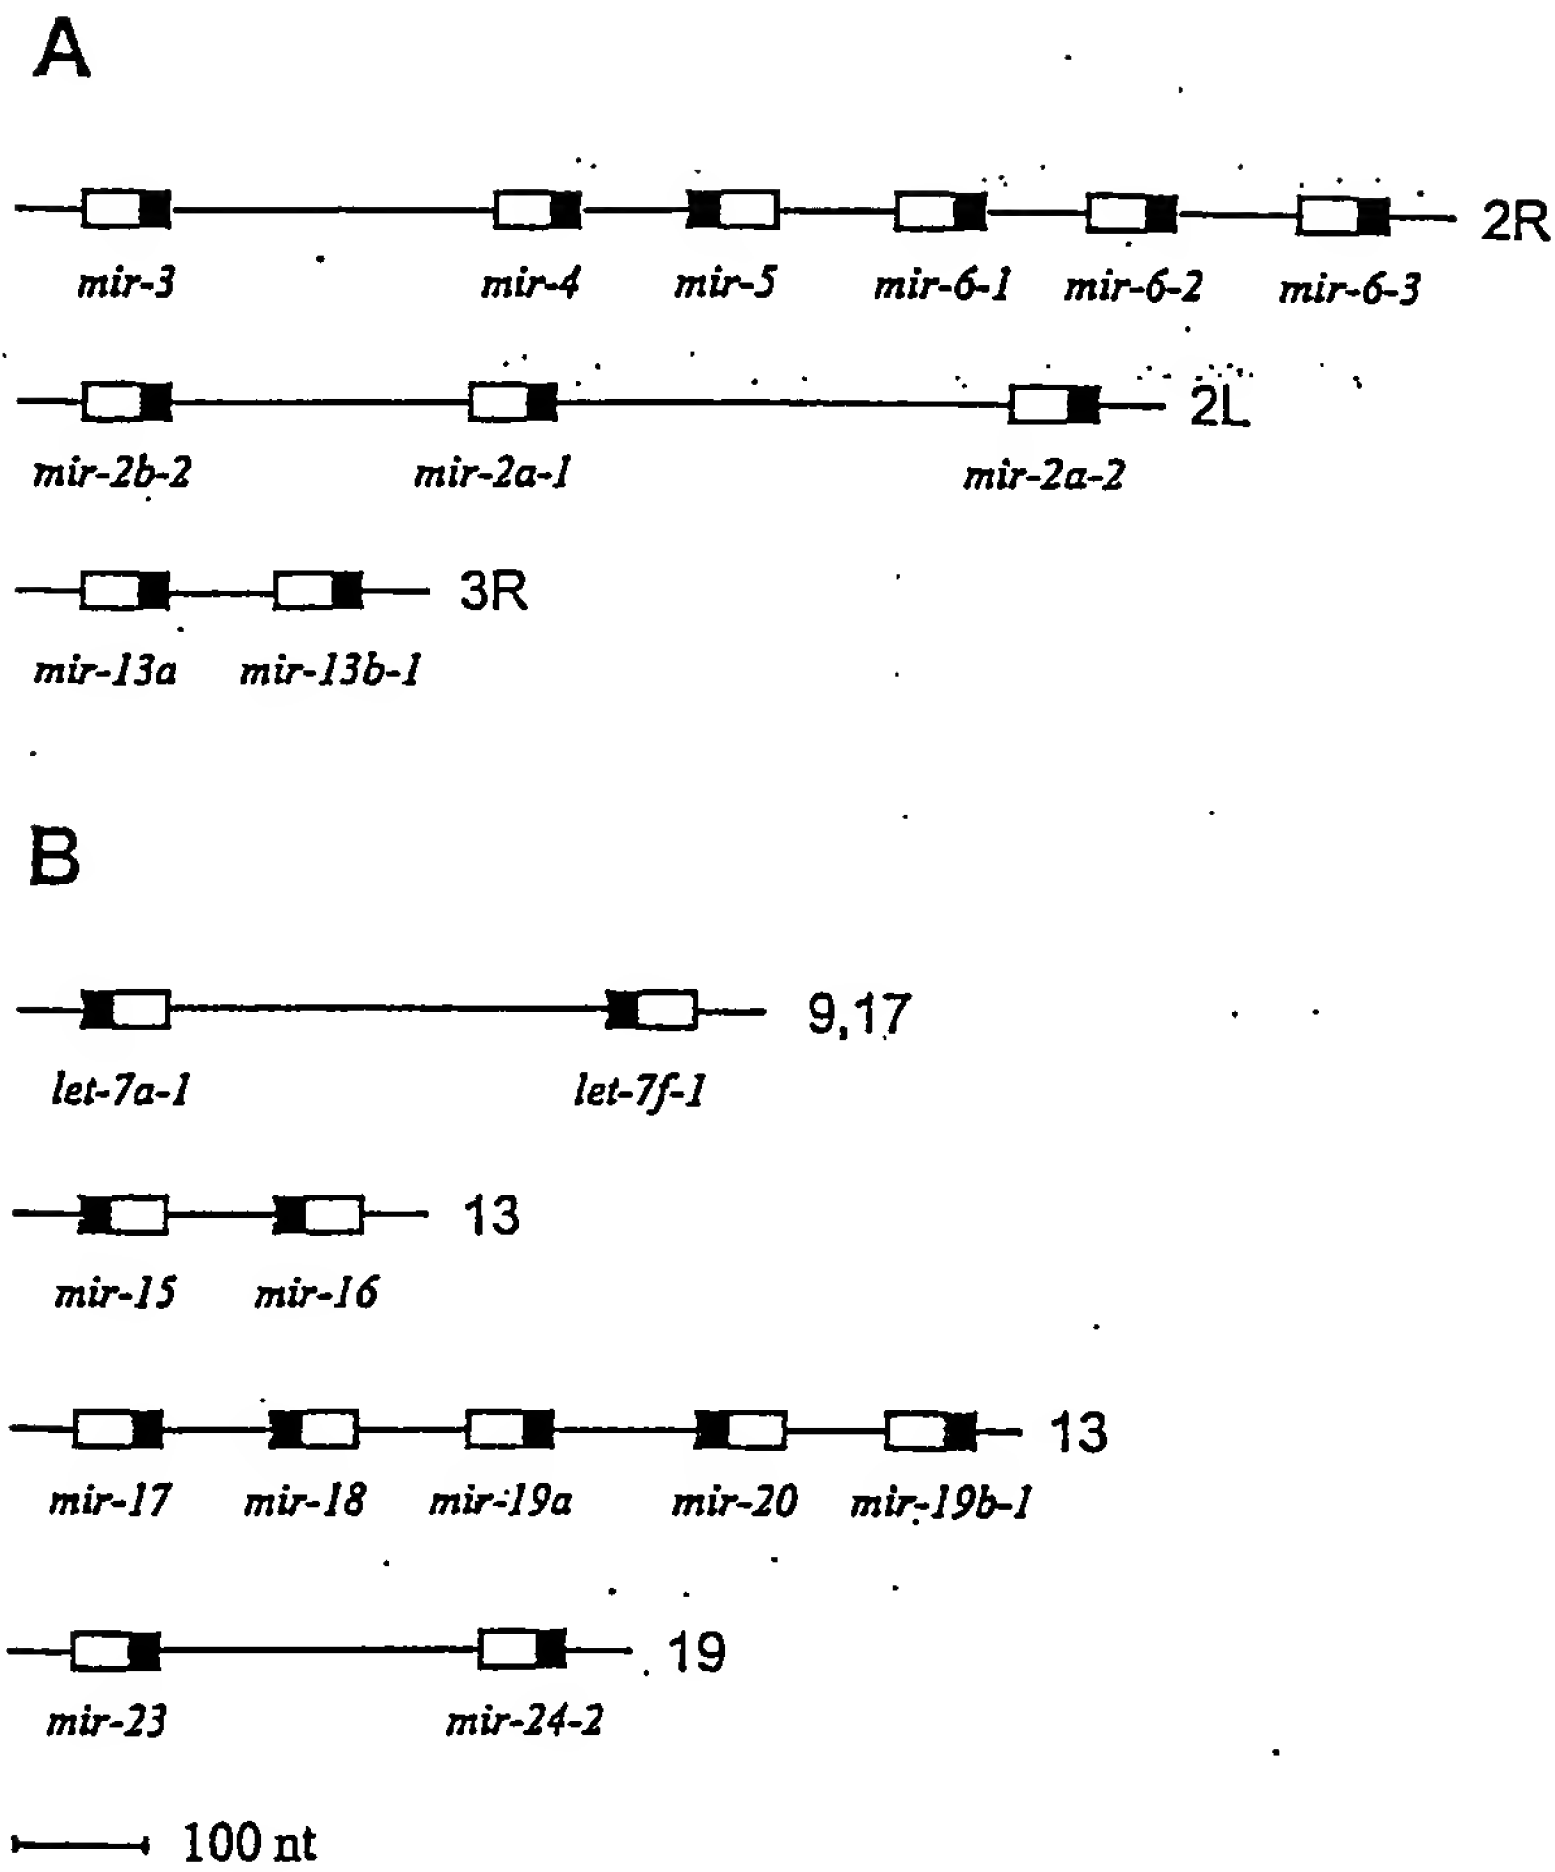 A
2R
mir-3 mir-4 mir-5 mir-6-1 mir-6-2 mir-6-3
2L
mir-2b-2 mir-2a-1 mir-2a-2
3R
mir-13a mir-13b-1
B
9,17
let-7a-1 let-7f-1
13
mir-15 mir-16
13
mir-17 mir-18 mir-19a mir-20 mir-19b-1
19
mir-23 mir-24-2
100 nt